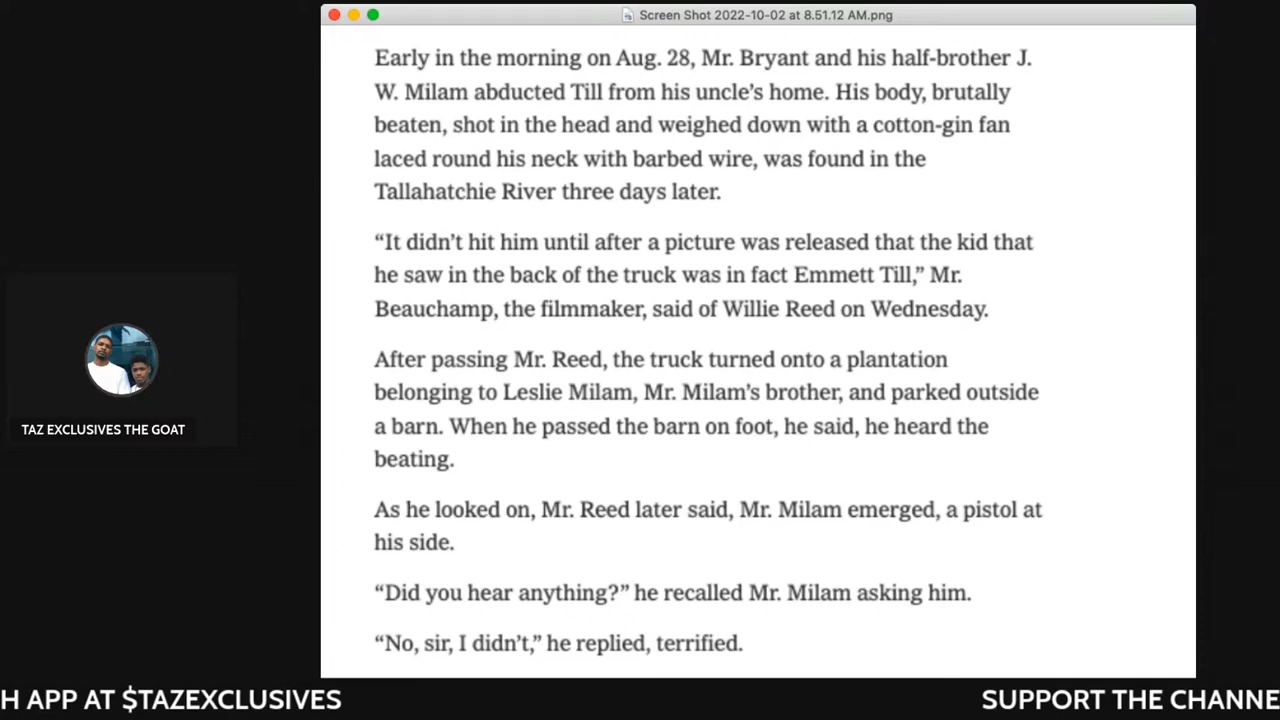 Screen Shot 2022-10-02 at 8.51.12 AM.png
Early in the morning on Aug. 28, Mr. Bryant and his half-brother J.
W. Milam abducted Till from his uncle’s home. His body, brutally
beaten, shot in the head and weighed down with a cotton-gin fan
laced round his neck with barbed wire, was found in the
Tallahatchie River three days later.
“It didn’t hit him until after a picture was released that the kid that
he saw in the back of the truck was in fact Emmett Till,” Mr.
Beauchamp, the filmmaker, said of Willie Reed on Wednesday.
After passing Mr. Reed, the truck turned onto a plantation
belonging to Leslie Milam, Mr. Milam’s brother, and parked outside
a barn. When he passed the barn on foot, he said, he heard the
beating.
As he looked on, Mr. Reed later said, Mr. Milam emerged, a pistol at
his side.
“Did you hear anything?” he recalled Mr. Milam asking him.
“No, sir, I didn’t,” he replied, terrified.
TAZ EXCLUSIVES THE GOAT
H APP AT $TAZEXCLUSIVES
SUPPORT THE CHANNE